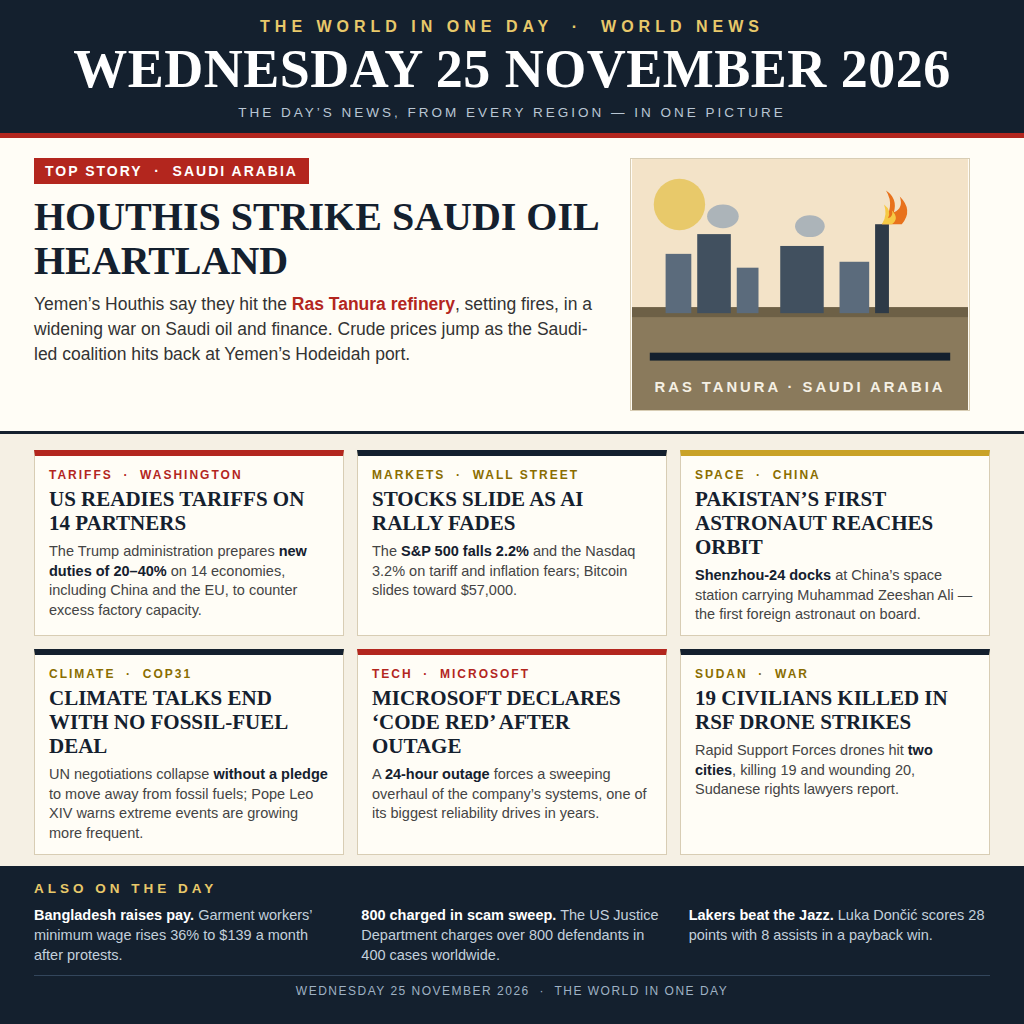 THE WORLD IN ONE DAY · WORLD NEWS
WEDNESDAY 25 NOVEMBER 2026
THE DAY’S NEWS, FROM EVERY REGION — IN ONE PICTURE
TOP STORY · SAUDI ARABIA
HOUTHIS STRIKE SAUDI OIL
HEARTLAND
Yemen’s Houthis say they hit the Ras Tanura refinery, setting fires, in a
widening war on Saudi oil and finance. Crude prices jump as the Saudi-
led coalition hits back at Yemen’s Hodeidah port.
RAS TANURA · SAUDI ARABIA
TARIFFS · WASHINGTON
US READIES TARIFFS ON
14 PARTNERS
The Trump administration prepares new
duties of 20–40% on 14 economies,
including China and the EU, to counter
excess factory capacity.
MARKETS · WALL STREET
STOCKS SLIDE AS AI
RALLY FADES
The S&P 500 falls 2.2% and the Nasdaq
3.2% on tariff and inflation fears; Bitcoin
slides toward $57,000.
SPACE · CHINA
PAKISTAN’S FIRST
ASTRONAUT REACHES
ORBIT
Shenzhou-24 docks at China’s space
station carrying Muhammad Zeeshan Ali —
the first foreign astronaut on board.
CLIMATE · COP31
CLIMATE TALKS END
WITH NO FOSSIL-FUEL
DEAL
UN negotiations collapse without a pledge
to move away from fossil fuels; Pope Leo
XIV warns extreme events are growing
more frequent.
TECH · MICROSOFT
MICROSOFT DECLARES
‘CODE RED’ AFTER
OUTAGE
A 24-hour outage forces a sweeping
overhaul of the company’s systems, one of
its biggest reliability drives in years.
SUDAN · WAR
19 CIVILIANS KILLED IN
RSF DRONE STRIKES
Rapid Support Forces drones hit two
cities, killing 19 and wounding 20,
Sudanese rights lawyers report.
ALSO ON THE DAY
Bangladesh raises pay. Garment workers’
minimum wage rises 36% to $139 a month
after protests.
800 charged in scam sweep. The US Justice
Department charges over 800 defendants in
400 cases worldwide.
Lakers beat the Jazz. Luka Dončić scores 28
points with 8 assists in a payback win.
WEDNESDAY 25 NOVEMBER 2026 · THE WORLD IN ONE DAY